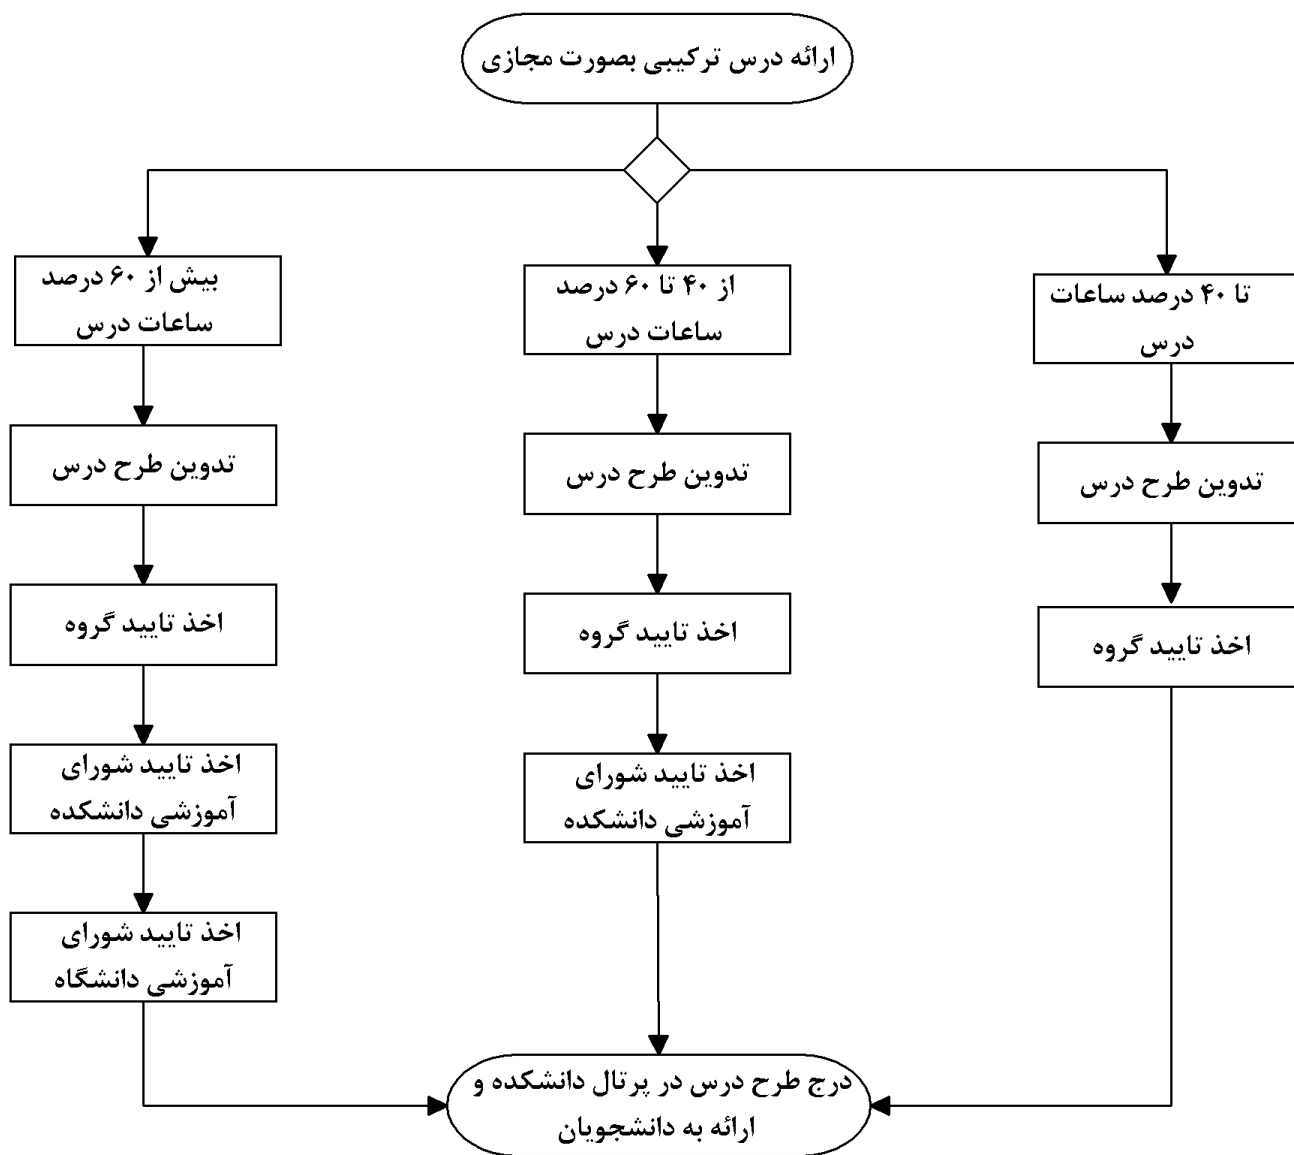 ارائه درس ترکیبی بصورت مجازی
تا ۴۰ درصد ساعات
درس
تدوین طرح درس
اخذ تایید گروه
از ۴۰ تا ۶۰ درصد
ساعات درس
تدوین طرح درس
اخذ تایید گروه
اخذ تایید شورای
آموزشی دانشکده
بیش از ۶۰ درصد
ساعات درس
تدوین طرح درس
اخذ تایید گروه
اخذ تایید شورای
آموزشی دانشکده
اخذ تایید شورای
آموزشی دانشگاه
درج طرح درس در پرتال دانشکده و
ارائه به دانشجویان